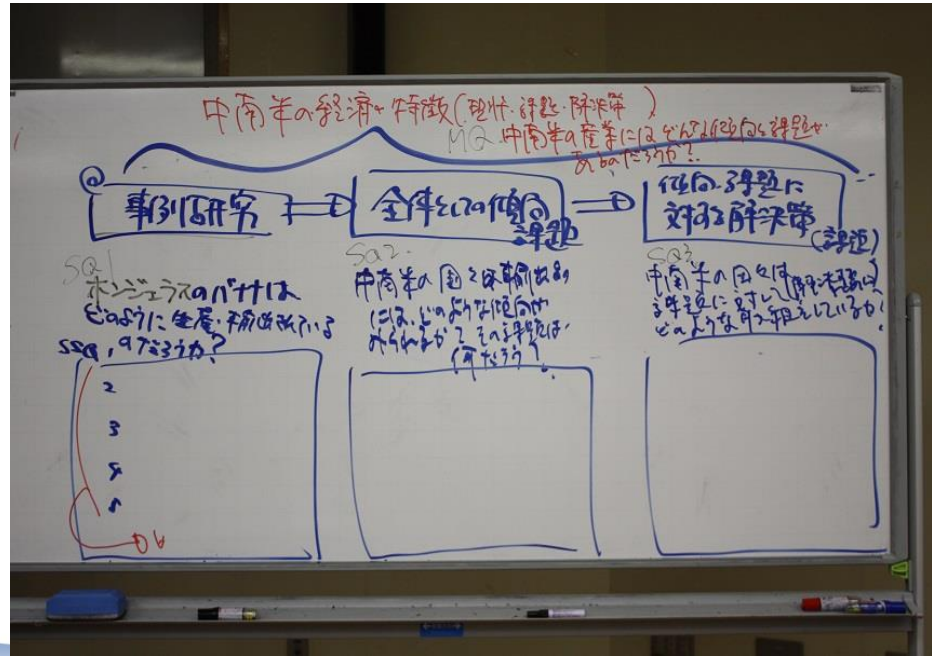 中南米の経済の特徴(現状・課題・解決策)
MQ 中南米の産業にはどんな傾向と課題が
あるのだろうか?
事例研究
全体としての傾向
課題
傾向・課題に
対する解決策
(課題)
SQ1
ホンジュラスのバナナは
どのように生産・輸出されている
のだろうか?
SSQ1
2
3
4
5
6
SQ2.
中南米の国々の輸出品
には、どのような傾向が
みられるか?その課題は
何だろう?
SQ3
中南米の国々は
課題に対して(解決策)
どのような取り組をしているか?